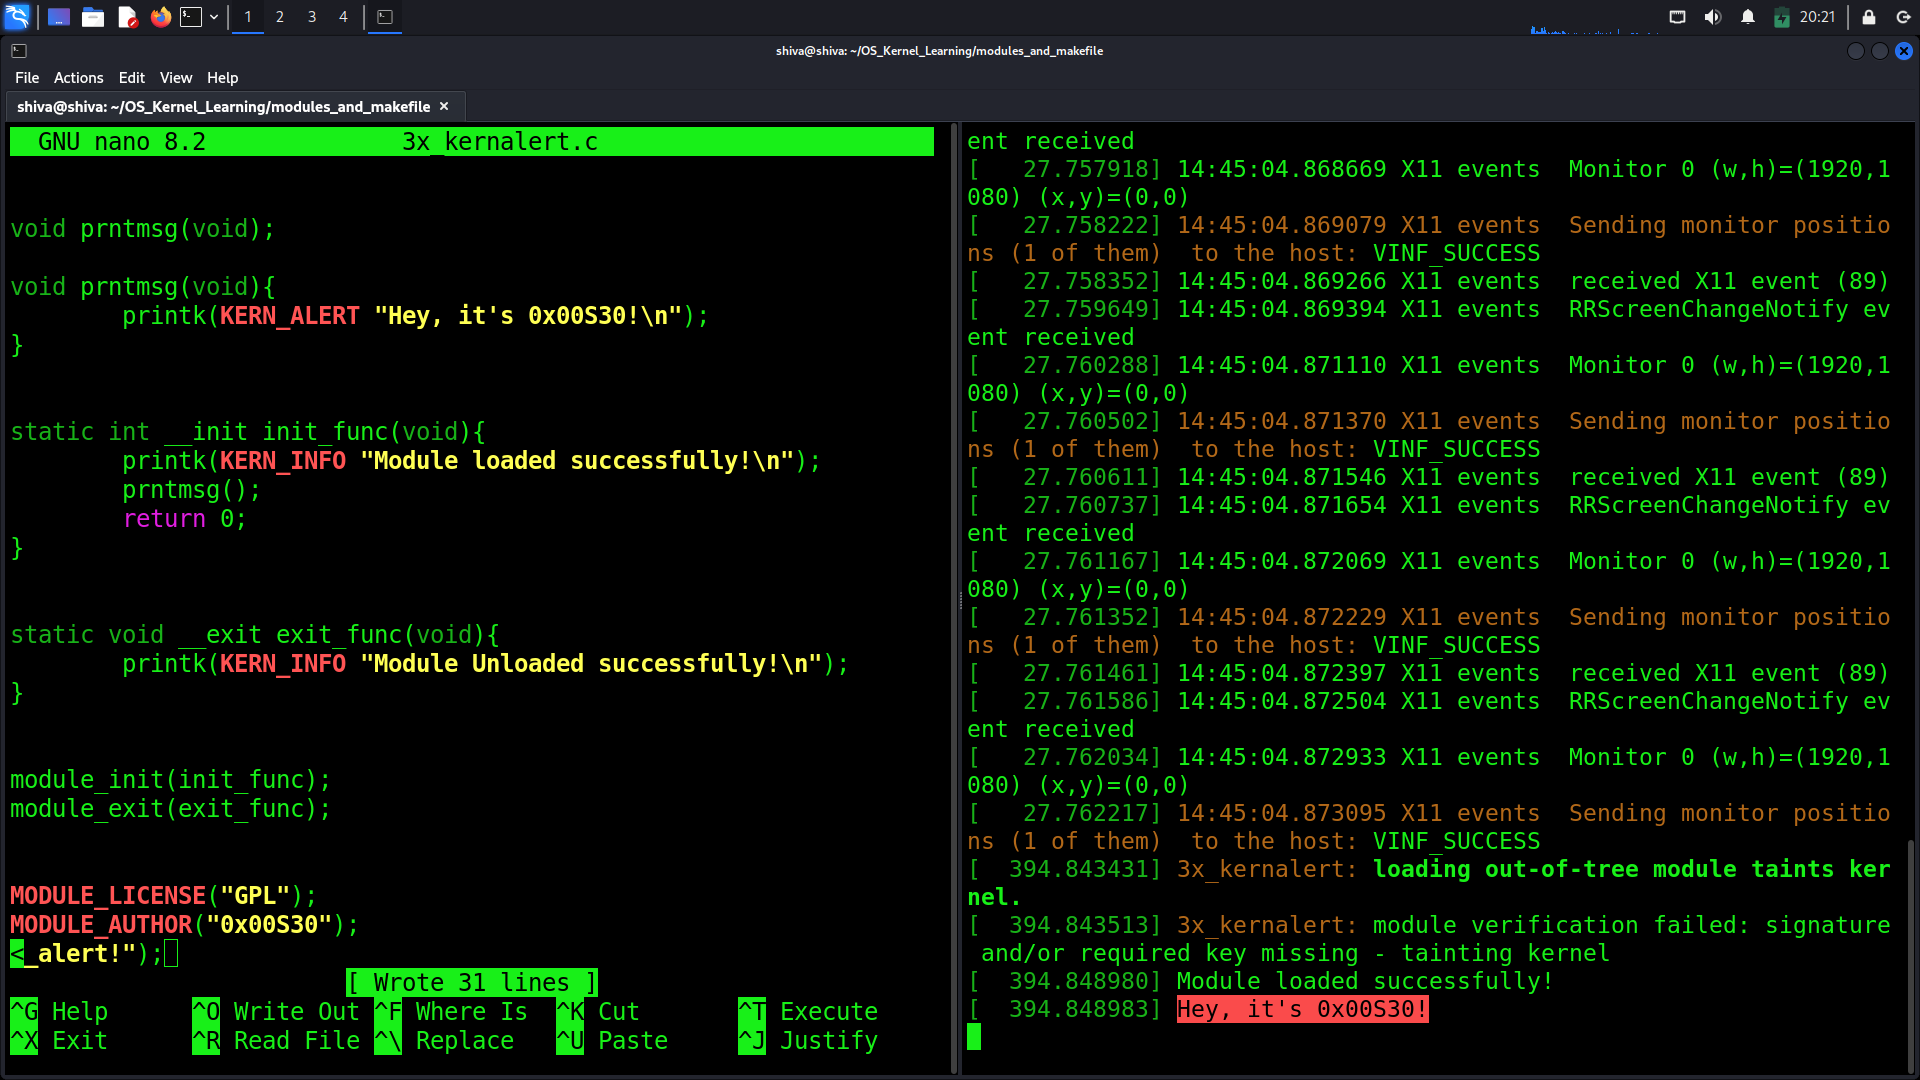 1 2 3 4
20:21
shiva@shiva: ~/OS_Kernel_Learning/modules_and_makefile
File Actions Edit View Help
shiva@shiva: ~/OS_Kernel_Learning/modules_and_makefile ×
GNU nano 8.2 3x_kernalert.c
void prntmsg(void);
void prntmsg(void){
printk(KERN_ALERT "Hey, it's 0x00S30!\n");
}
static int __init init_func(void){
printk(KERN_INFO "Module loaded successfully!\n");
prntmsg();
return 0;
}
static void __exit exit_func(void){
printk(KERN_INFO "Module Unloaded successfully!\n");
}
module_init(init_func);
module_exit(exit_func);
MODULE_LICENSE("GPL");
MODULE_AUTHOR("0x00S30");
<_alert!");
[ Wrote 31 lines ]
^G Help ^O Write Out ^F Where Is ^K Cut ^T Execute
^X Exit ^R Read File ^\ Replace ^U Paste ^J Justify
ent received
[   27.757918] 14:45:04.868669 X11 events  Monitor 0 (w,h)=(1920,1
080) (x,y)=(0,0)
[   27.758222] 14:45:04.869079 X11 events  Sending monitor positio
ns (1 of them)  to the host: VINF_SUCCESS
[   27.758352] 14:45:04.869266 X11 events  received X11 event (89)
[   27.759649] 14:45:04.869394 X11 events  RRScreenChangeNotify ev
ent received
[   27.760288] 14:45:04.871110 X11 events  Monitor 0 (w,h)=(1920,1
080) (x,y)=(0,0)
[   27.760502] 14:45:04.871370 X11 events  Sending monitor positio
ns (1 of them)  to the host: VINF_SUCCESS
[   27.760611] 14:45:04.871546 X11 events  received X11 event (89)
[   27.760737] 14:45:04.871654 X11 events  RRScreenChangeNotify ev
ent received
[   27.761167] 14:45:04.872069 X11 events  Monitor 0 (w,h)=(1920,1
080) (x,y)=(0,0)
[   27.761352] 14:45:04.872229 X11 events  Sending monitor positio
ns (1 of them)  to the host: VINF_SUCCESS
[   27.761461] 14:45:04.872397 X11 events  received X11 event (89)
[   27.761586] 14:45:04.872504 X11 events  RRScreenChangeNotify ev
ent received
[   27.762034] 14:45:04.872933 X11 events  Monitor 0 (w,h)=(1920,1
080) (x,y)=(0,0)
[   27.762217] 14:45:04.873095 X11 events  Sending monitor positio
ns (1 of them)  to the host: VINF_SUCCESS
[  394.843431] 3x_kernalert: loading out-of-tree module taints ker
nel.
[  394.843513] 3x_kernalert: module verification failed: signature
and/or required key missing - tainting kernel
[  394.848980] Module loaded successfully!
[  394.848983] Hey, it's 0x00S30!